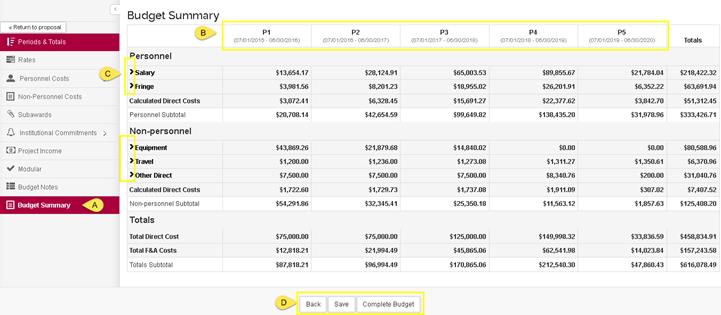 Budget Summary
« Return to proposal
Periods & Totals
Rates
Personnel Costs
Non-Personnel Costs
Subawards
Institutional Commitments
Project Income
Modular
Budget Notes
Budget Summary
A
B
C
P1 P2 P3 P4 P5 Totals
(07/01/2015 - 06/30/2016) (07/01/2016 - 06/30/2017) (07/01/2017 - 06/30/2018) (07/01/2018 - 06/30/2019) (07/01/2019 - 06/30/2020)
Personnel
Salary $13,654.17 $28,124.91 $65,003.53 $89,855.67 $21,784.04 $218,422.32
Fringe $3,981.56 $8,201.23 $18,955.02 $26,201.91 $6,352.22 $63,691.94
Calculated Direct Costs $3,072.41 $6,328.45 $15,691.27 $22,377.62 $3,842.70 $51,312.45
Personnel Subtotal $20,708.14 $42,654.59 $99,649.82 $138,435.20 $31,978.96 $333,426.71
Non-personnel
Equipment $43,869.26 $21,879.68 $14,840.02 $0.00 $0.00 $80,588.96
Travel $1,200.00 $1,236.00 $1,273.08 $1,311.27 $1,350.61 $6,370.96
Other Direct $7,500.00 $7,500.00 $7,500.00 $8,340.76 $200.00 $31,040.76
Calculated Direct Costs $1,722.60 $1,729.73 $1,737.08 $1,911.09 $307.02 $7,407.52
Non-personnel Subtotal $54,291.86 $32,345.41 $25,350.18 $11,563.12 $1,857.63 $125,408.20
Totals
Total Direct Cost $75,000.00 $75,000.00 $125,000.00 $149,998.32 $33,836.59 $458,834.91
Total F&A Costs $12,818.21 $21,994.49 $45,865.06 $62,541.98 $14,023.84 $157,243.58
Totals Subtotal $87,818.21 $96,994.49 $170,865.06 $212,540.30 $47,860.43 $616,078.49
D
Back Save Complete Budget